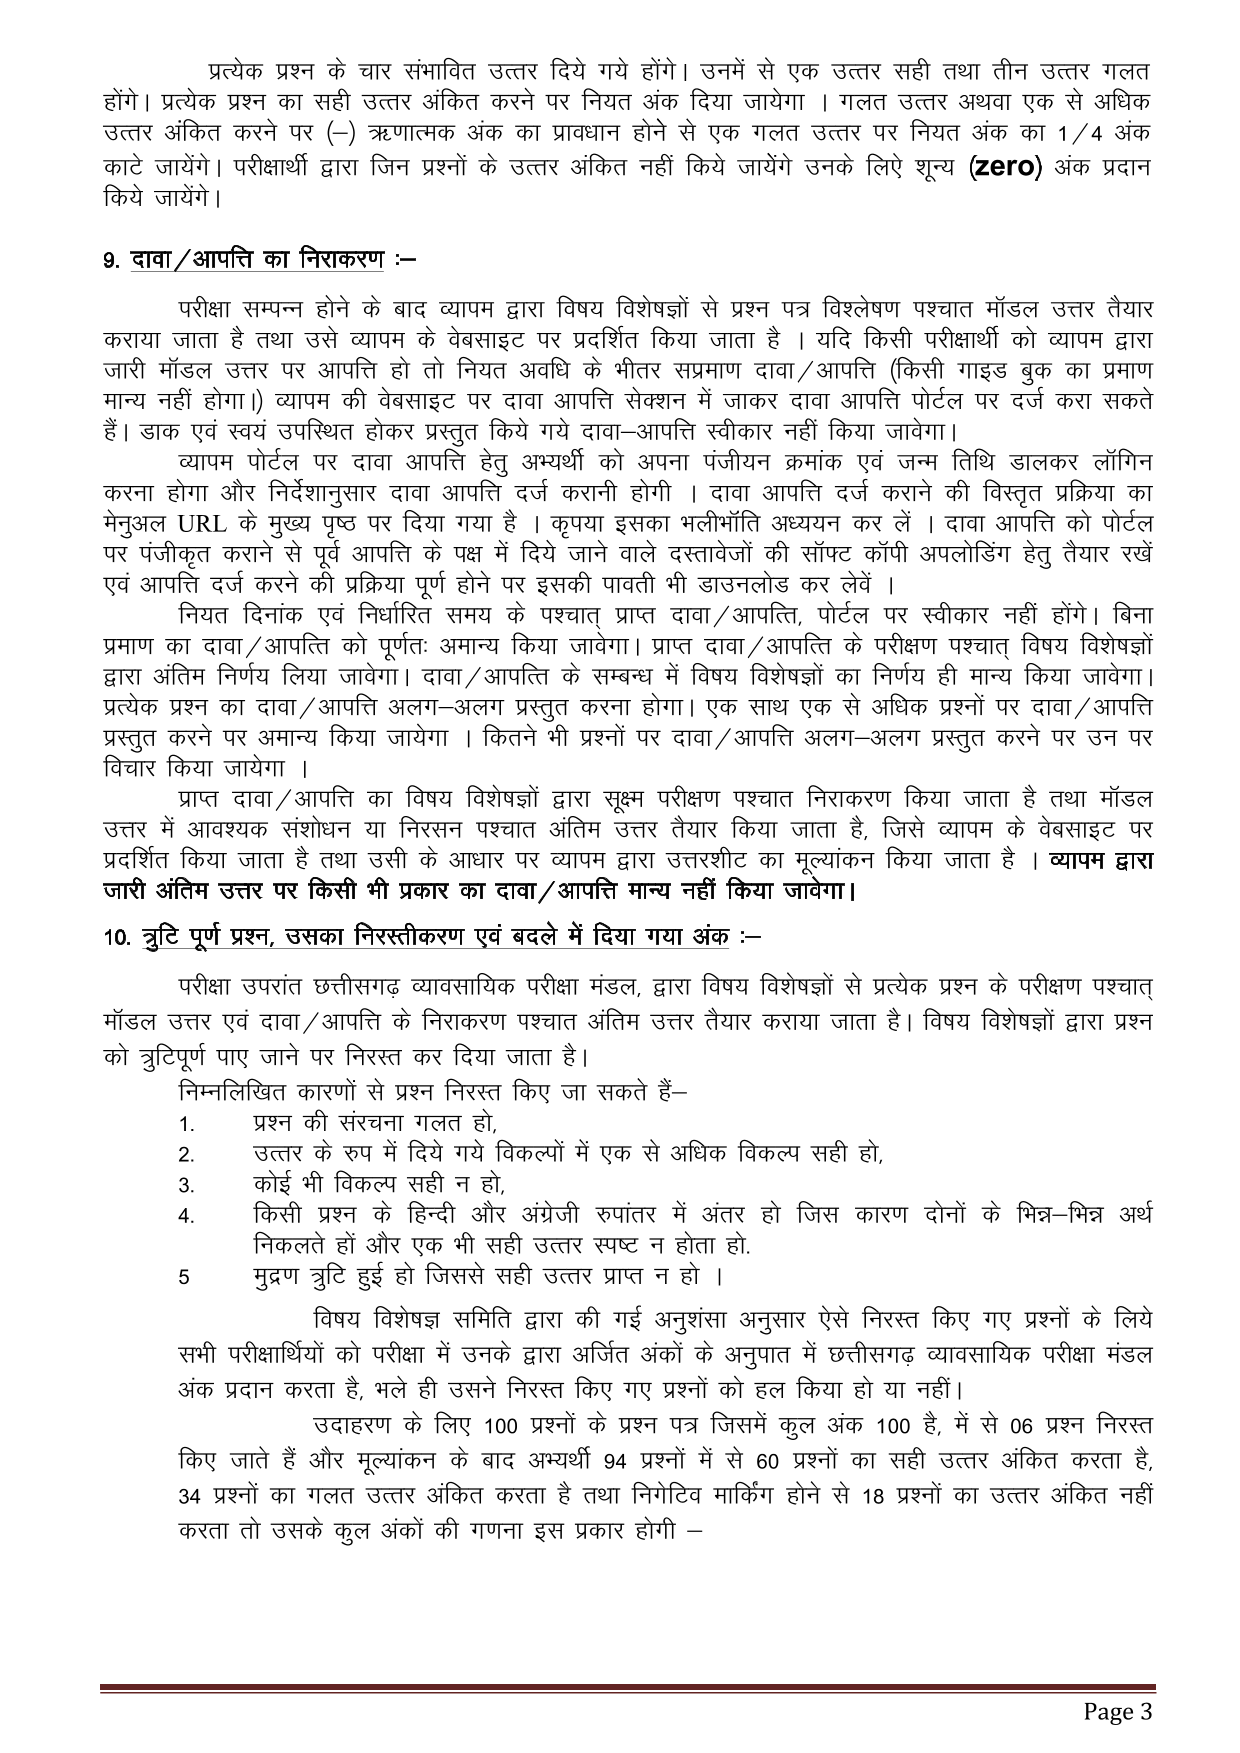 प्रत्येक प्रश्न के चार संभावित उत्तर दिये गये होंगे। उनमें से एक उत्तर सही तथा तीन उत्तर गलत
होंगे। प्रत्येक प्रश्न का सही उत्तर अंकित करने पर नियत अंक दिया जायेगा । गलत उत्तर अथवा एक से अधिक
उत्तर अंकित करने पर (–) ऋणात्मक अंक का प्रावधान होने से एक गलत उत्तर पर नियत अंक का 1/4 अंक
काटे जायेंगे। परीक्षार्थी द्वारा जिन प्रश्नों के उत्तर अंकित नहीं किये जायेंगे उनके लिऐ शून्य (zero) अंक प्रदान
किये जायेंगे।
9. दावा/आपत्ति का निराकरण :–
परीक्षा सम्पन्न होने के बाद व्यापम द्वारा विषय विशेषज्ञों से प्रश्न पत्र विश्लेषण पश्चात मॉडल उत्तर तैयार
कराया जाता है तथा उसे व्यापम के वेबसाइट पर प्रदर्शित किया जाता है । यदि किसी परीक्षार्थी को व्यापम द्वारा
जारी मॉडल उत्तर पर आपत्ति हो तो नियत अवधि के भीतर सप्रमाण दावा/आपत्ति (किसी गाइड बुक का प्रमाण
मान्य नहीं होगा।) व्यापम की वेबसाइट पर दावा आपत्ति सेक्शन में जाकर दावा आपत्ति पोर्टल पर दर्ज करा सकते
हैं। डाक एवं स्वयं उपस्थित होकर प्रस्तुत किये गये दावा–आपत्ति स्वीकार नहीं किया जावेगा।
व्यापम पोर्टल पर दावा आपत्ति हेतु अभ्यर्थी को अपना पंजीयन क्रमांक एवं जन्म तिथि डालकर लॉगिन
करना होगा और निर्देशानुसार दावा आपत्ति दर्ज करानी होगी । दावा आपत्ति दर्ज कराने की विस्तृत प्रक्रिया का
मेनुअल URL के मुख्य पृष्ठ पर दिया गया है । कृपया इसका भलीभॉति अध्ययन कर लें । दावा आपत्ति को पोर्टल
पर पंजीकृत कराने से पूर्व आपत्ति के पक्ष में दिये जाने वाले दस्तावेजों की सॉफ्ट कॉपी अपलोडिंग हेतु तैयार रखें
एवं आपत्ति दर्ज करने की प्रक्रिया पूर्ण होने पर इसकी पावती भी डाउनलोड कर लेवें ।
नियत दिनांक एवं निर्धारित समय के पश्चात् प्राप्त दावा/आपत्ति, पोर्टल पर स्वीकार नहीं होंगे। बिना
प्रमाण का दावा/आपत्ति को पूर्णतः अमान्य किया जावेगा। प्राप्त दावा/आपत्ति के परीक्षण पश्चात् विषय विशेषज्ञों
द्वारा अंतिम निर्णय लिया जावेगा। दावा/आपत्ति के सम्बन्ध में विषय विशेषज्ञों का निर्णय ही मान्य किया जावेगा।
प्रत्येक प्रश्न का दावा/आपत्ति अलग–अलग प्रस्तुत करना होगा। एक साथ एक से अधिक प्रश्नों पर दावा/आपत्ति
प्रस्तुत करने पर अमान्य किया जायेगा । कितने भी प्रश्नों पर दावा/आपत्ति अलग–अलग प्रस्तुत करने पर उन पर
विचार किया जायेगा ।
प्राप्त दावा/आपत्ति का विषय विशेषज्ञों द्वारा सूक्ष्म परीक्षण पश्चात निराकरण किया जाता है तथा मॉडल
उत्तर में आवश्यक संशोधन या निरसन पश्चात अंतिम उत्तर तैयार किया जाता है, जिसे व्यापम के वेबसाइट पर
प्रदर्शित किया जाता है तथा उसी के आधार पर व्यापम द्वारा उत्तरशीट का मूल्यांकन किया जाता है । व्यापम द्वारा
जारी अंतिम उत्तर पर किसी भी प्रकार का दावा/आपत्ति मान्य नहीं किया जावेगा।
10. त्रुटि पूर्ण प्रश्न, उसका निरस्तीकरण एवं बदले में दिया गया अंक :–
परीक्षा उपरांत छत्तीसगढ़ व्यावसायिक परीक्षा मंडल, द्वारा विषय विशेषज्ञों से प्रत्येक प्रश्न के परीक्षण पश्चात्
मॉडल उत्तर एवं दावा/आपत्ति के निराकरण पश्चात अंतिम उत्तर तैयार कराया जाता है। विषय विशेषज्ञों द्वारा प्रश्न
को त्रुटिपूर्ण पाए जाने पर निरस्त कर दिया जाता है।
निम्नलिखित कारणों से प्रश्न निरस्त किए जा सकते हैं–
1. प्रश्न की संरचना गलत हो,
2. उत्तर के रुप में दिये गये विकल्पों में एक से अधिक विकल्प सही हो,
3. कोई भी विकल्प सही न हो,
4. किसी प्रश्न के हिन्दी और अंग्रेजी रुपांतर में अंतर हो जिस कारण दोनों के भिन्न–भिन्न अर्थ
निकलते हों और एक भी सही उत्तर स्पष्ट न होता हो.
5 मुद्रण त्रुटि हुई हो जिससे सही उत्तर प्राप्त न हो ।
विषय विशेषज्ञ समिति द्वारा की गई अनुशंसा अनुसार ऐसे निरस्त किए गए प्रश्नों के लिये
सभी परीक्षार्थियों को परीक्षा में उनके द्वारा अर्जित अंकों के अनुपात में छत्तीसगढ़ व्यावसायिक परीक्षा मंडल
अंक प्रदान करता है, भले ही उसने निरस्त किए गए प्रश्नों को हल किया हो या नहीं।
उदाहरण के लिए 100 प्रश्नों के प्रश्न पत्र जिसमें कुल अंक 100 है, में से 06 प्रश्न निरस्त
किए जाते हैं और मूल्यांकन के बाद अभ्यर्थी 94 प्रश्नों में से 60 प्रश्नों का सही उत्तर अंकित करता है,
34 प्रश्नों का गलत उत्तर अंकित करता है तथा निगेटिव मार्किंग होने से 18 प्रश्नों का उत्तर अंकित नहीं
करता तो उसके कुल अंकों की गणना इस प्रकार होगी –
Page 3